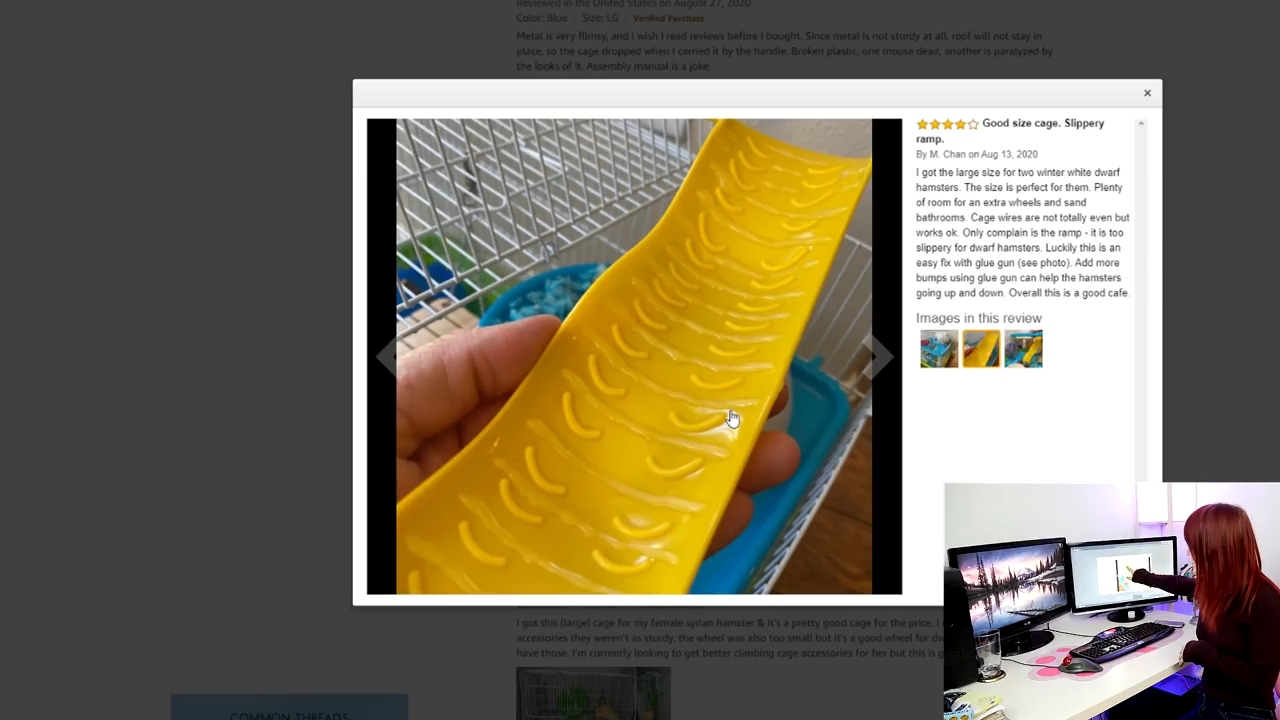 Reviewed in the United States on August 27, 2020
Color: Blue | Size: LG | Verified Purchase
Metal is very flimsy, and i wish I read reviews before I bought. Since metal is not sturdy at all, roof will not stay in
place, so the cage dropped when I carried it by the handle. Broken plastic, one mouse dead, another is paralyzed by
the looks of it. Assembly manual is a joke.
×
Good size cage. Slippery
ramp.
By M. Chan on Aug 13, 2020
I got the large size for two winter white dwarf
hamsters. The size is perfect for them. Plenty
of room for an extra wheels and sand
bathrooms. Cage wires are not totally even but
works ok. Only complain is the ramp - it is too
slippery for dwarf hamsters. Luckily this is an
easy fix with glue gun (see photo). Add more
bumps using glue gun can help the hamsters
going up and down. Overall this is a good cafe.
Images in this review
I got this (large) cage for my female syrian hamster & it's a pretty good cage for the price. I
accessories they weren't as sturdy. the wheel was also too small but it's a good wheel for dw
have those. I'm currently looking to get better climbing cage accessories for her but this is g
COMMON THREADS